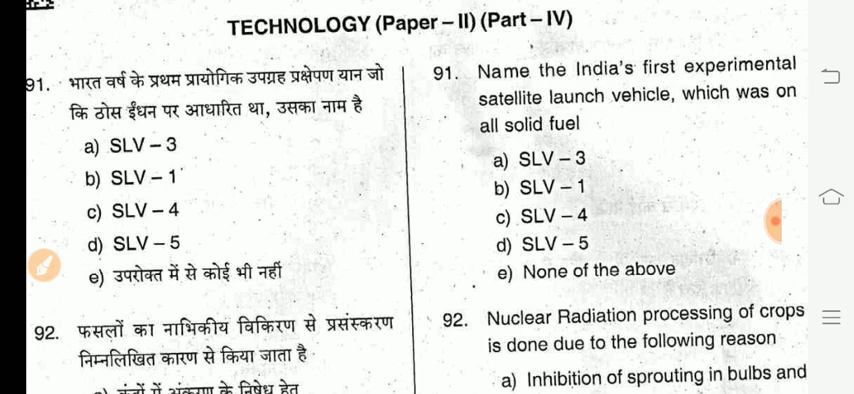 TECHNOLOGY (Paper – II) (Part – IV)
91. भारत वर्ष के प्रथम प्रायोगिक उपग्रह प्रक्षेपण यान जो
कि ठोस ईंधन पर आधारित था, उसका नाम है
a) SLV – 3
b) SLV – 1
c) SLV – 4
d) SLV – 5
e) उपरोक्त में से कोई भी नहीं
92. फसलों का नाभिकीय विकिरण से प्रसंस्करण
निम्नलिखित कारण से किया जाता है
में अंकुरण के निषेध हेतु
91. Name the India's first experimental
satellite launch vehicle, which was on
all solid fuel
a) SLV – 3
b) SLV – 1
c) SLV – 4
d) SLV – 5
e) None of the above
92. Nuclear Radiation processing of crops
is done due to the following reason
a) Inhibition of sprouting in bulbs and